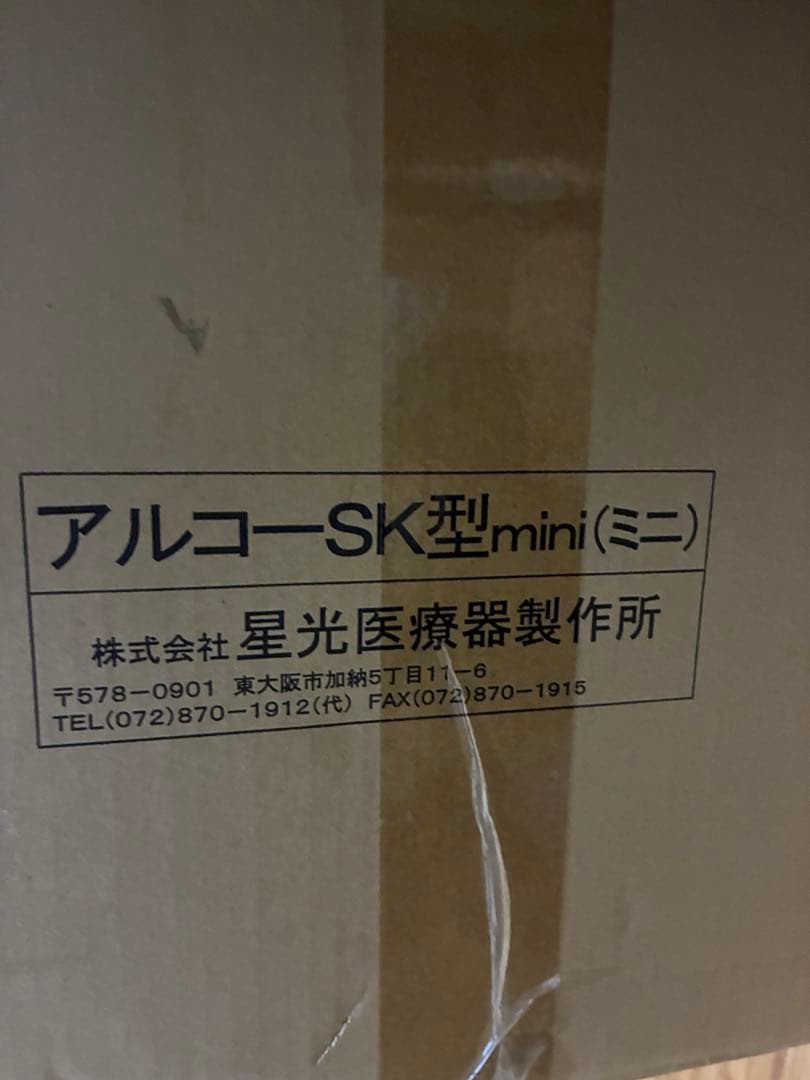 アルコーSK型mini(ミニ)
株式会社 星光医療器製作所
〒578-0901 東大阪市加納5丁目11-6
TEL(072)870-1912(代) FAX(072)870-1915